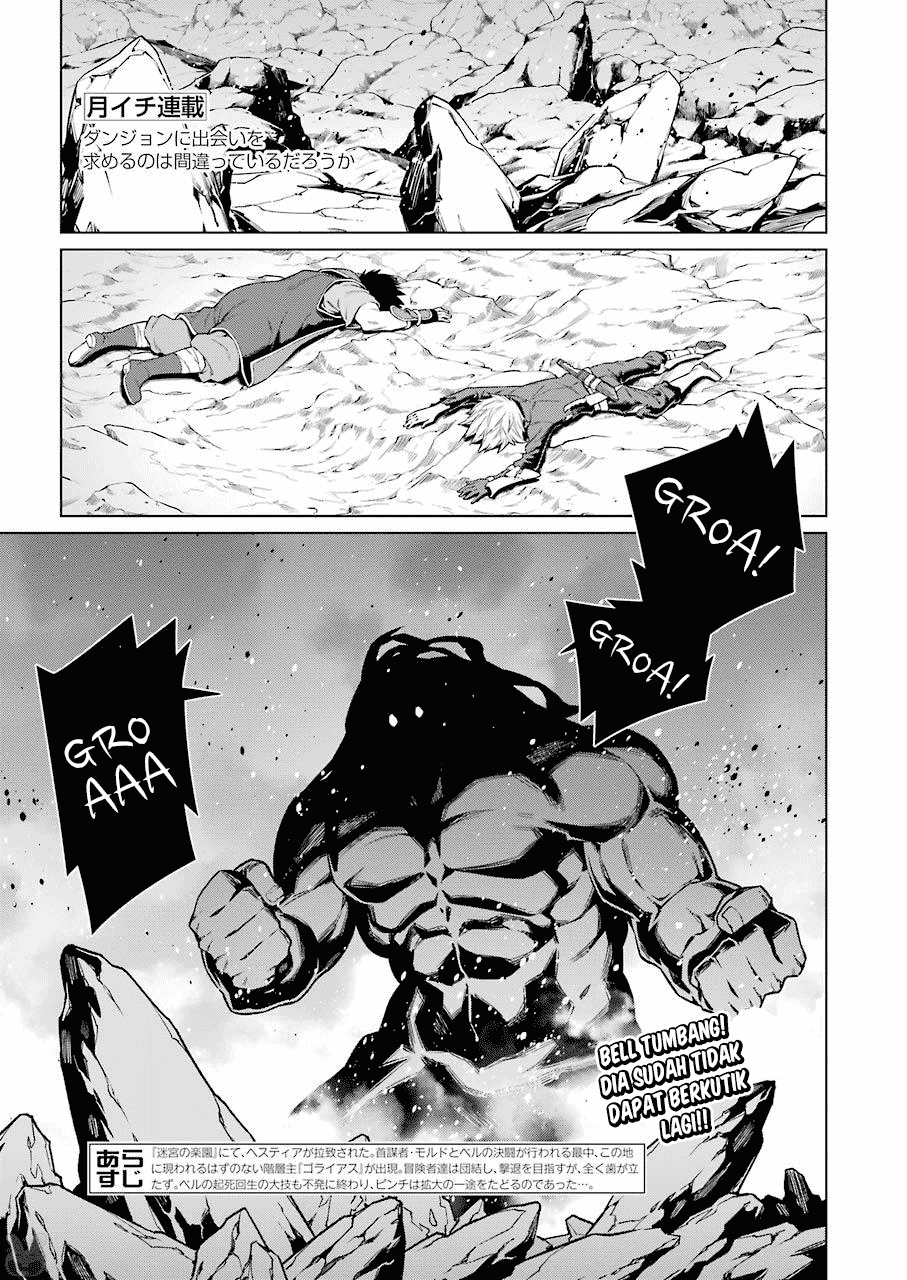 月イチ連載
ダンジョンに出会いを
求めるのは間違っているだろうか
GROA!
GROA!
GRO
AAA
BELL TUMBANG!
DIA SUDAH TIDAK
DAPAT BERKUTIK
LAGI!!
あらすじ
『迷宮の楽園』にて、ヘスティアが拉致された。首謀者・モルドとベルの決闘が行われる最中、この地
に現われるはずのない階層主『ゴライアス』が出現。冒険者達は団結し、撃退を目指すが、全く歯が立
たず。ベルの起死回生の大技も不発に終わり、ピンチは拡大の一途をたどるのであった…。